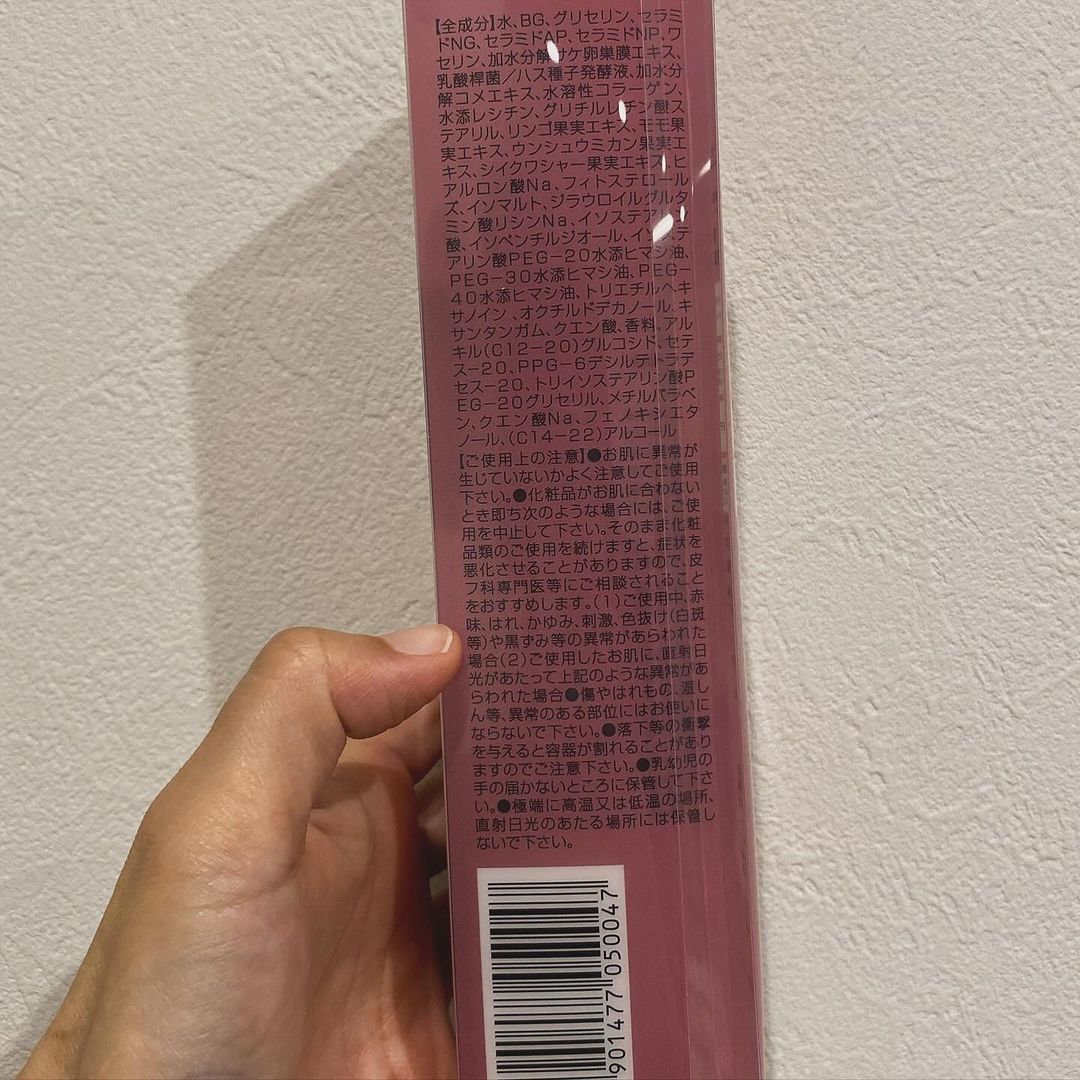 【全成分】水、BG、グリセリン、セラミ
ドNG、セラミドAP、セラミドNP、ワ
セリン、加水分解サケ卵巣膜エキス、
乳酸桿菌／ハス種子発酵液、加水分
解コメエキス、水溶性コラーゲン、
水添レシチン、グリチルレチン酸ス
テアリル、リンゴ果実エキス、モモ果
実エキス、ウンシュウミカン果実エ
キス、シイクワシャー果実エキス、ヒ
アルロン酸Na、フィトステロール
ズ、イソマルト、ジラウロイルグルタ
ミン酸リシンNa、イソステアリン
酸、イソペンチルジオール、イソステ
アリン酸PEG-20水添ヒマシ油、
PEG-30水添ヒマシ油、PEG-
40水添ヒマシ油、トリエチルヘキ
サノイン、オクチルドデカノール、キ
サンタンガム、クエン酸、香料、アル
キル(C12-20)グルコシド、セテ
ス-20、PPG-6デシルテトラデ
セス-20、トリイソステアリン酸P
EG-20グリセリル、メチルパラベ
ン、クエン酸Na、フェノキシエタ
ノール、(C14-22)アルコール
【ご使用上の注意】●お肌に異常が
生じていないかよく注意してご使用
下さい。●化粧品がお肌に合わない
とき即ち次のような場合には、ご使
用を中止して下さい。そのまま化粧
品類のご使用を続けますと、症状を
悪化させることがありますので、皮
フ科専門医等にご相談されること
をおすすめします。(1)ご使用中、赤
味、はれ、かゆみ、刺激、色抜け(白斑
等)や黒ずみ等の異常があらわれた
場合(2)ご使用したお肌に、直射日
光があたって上記のような異常があ
らわれた場合●傷やはれもの、湿し
ん等、異常のある部位にはお使いに
ならないで下さい。●落下等の衝撃
を与えると容器が割れることがあり
ますのでご注意下さい。●乳幼児の
手の届かないところに保管して下さ
い。●極端に高温又は低温の場所、
直射日光のあたる場所には保管し
ないで下さい。
901477 050047